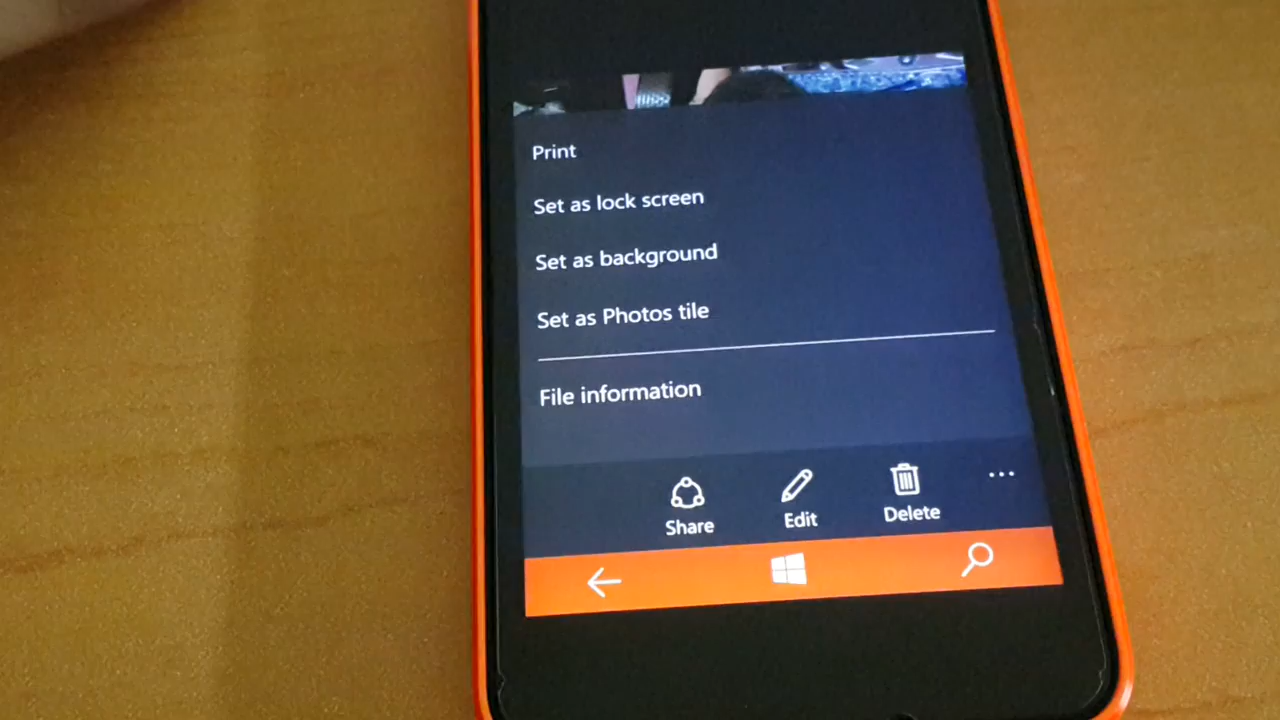 Print
Set as lock screen
Set as background
Set as Photos tile
File information
Share
Edit
Delete